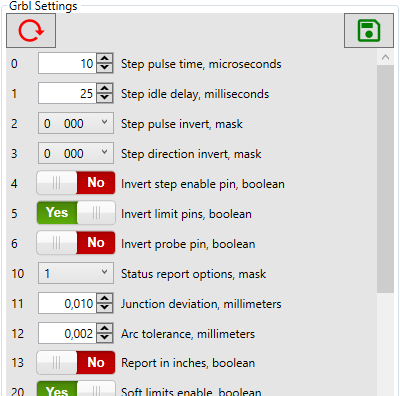 Grbl Settings
0 10 Step pulse time, microseconds
1 25 Step idle delay, milliseconds
2 0 000 Step pulse invert, mask
3 0 000 Step direction invert, mask
4 No Invert step enable pin, boolean
5 Yes Invert limit pins, boolean
6 No Invert probe pin, boolean
10 1 Status report options, mask
11 0,010 Junction deviation, millimeters
12 0,002 Arc tolerance, millimeters
13 No Report in inches, boolean
20 Yes Soft limits enable, boolean